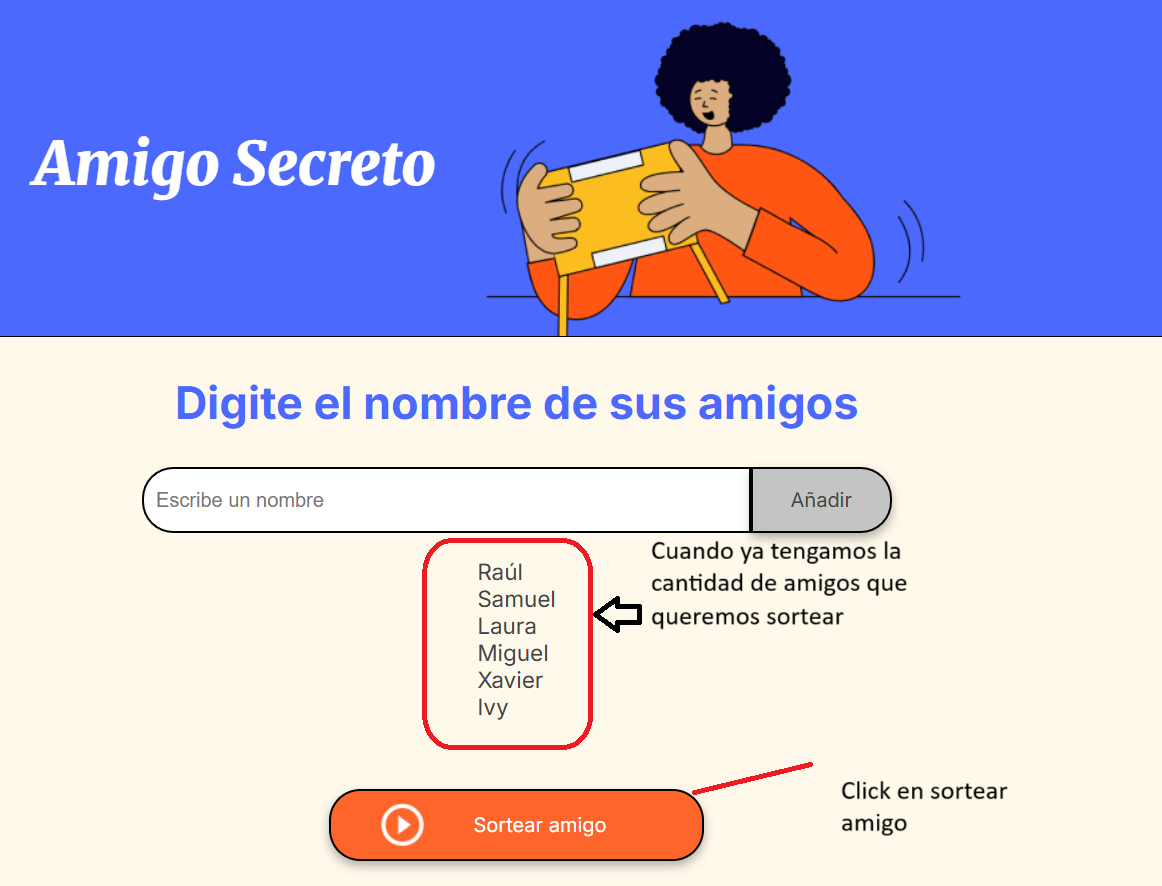 Amigo Secreto
Digite el nombre de sus amigos
Escribe un nombre
Añadir
Raúl
Samuel
Laura
Miguel
Xavier
Ivy
Cuando ya tengamos la
cantidad de amigos que
queremos sortear
Sortear amigo
Click en sortear
amigo